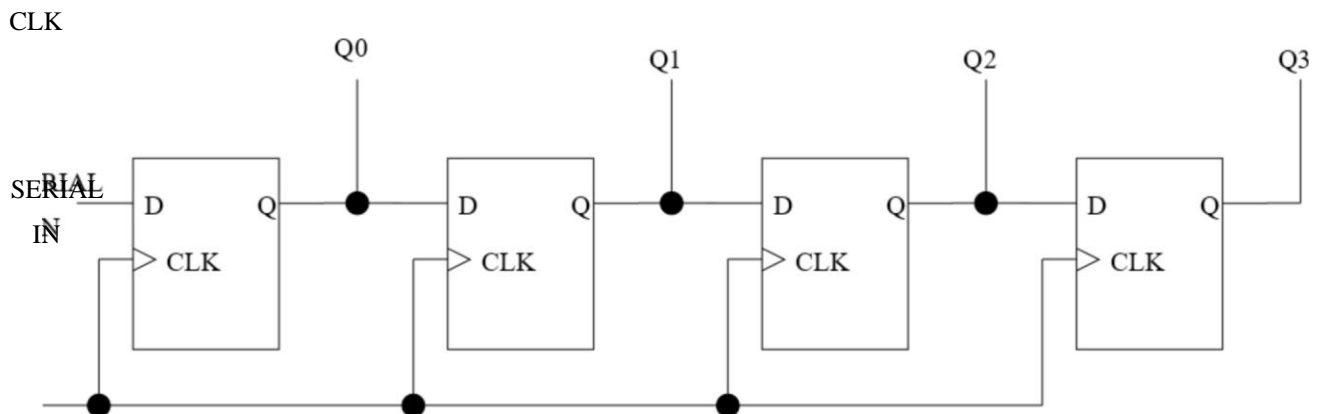 CLK
Q0 Q1 Q2 Q3
SERIAL
IN
D Q D Q D Q D Q
CLK CLK CLK CLK